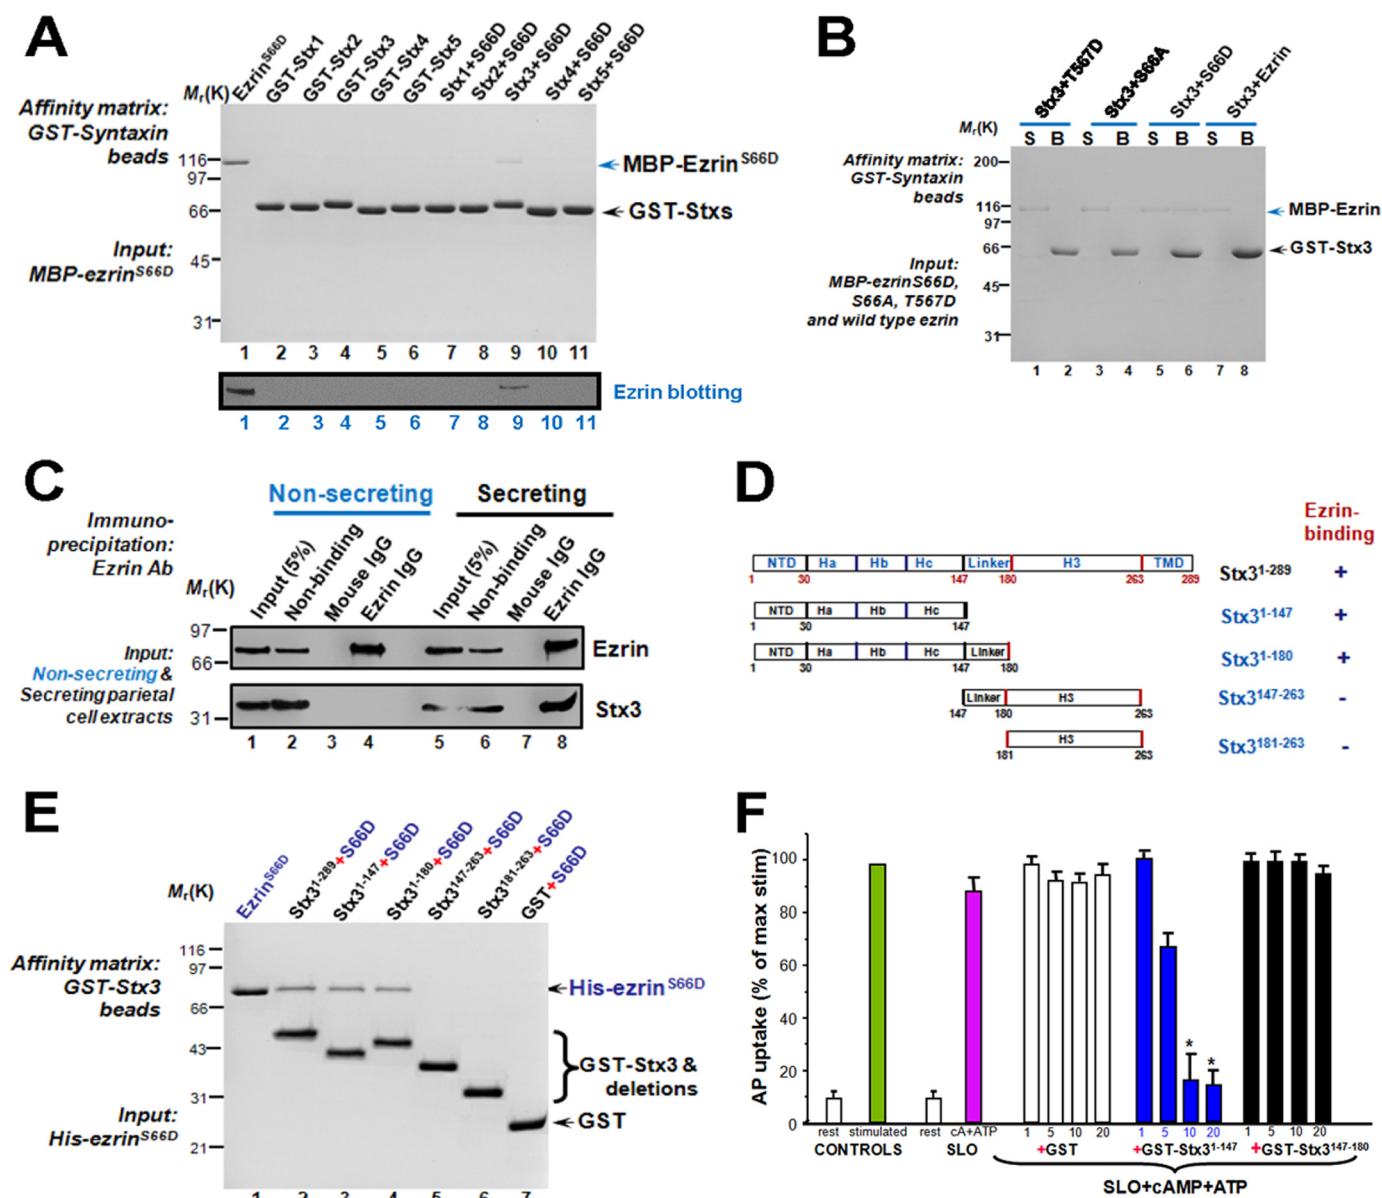 A
Mr(K)
EzrinS66D
GST-Stx1
GST-Stx2
GST-Stx3
GST-Stx4
GST-Stx5
Stx1+S66D
Stx2+S66D
Stx3+S66D
Stx4+S66D
Stx5+S66D
Affinity matrix:
GST-Syntaxin
beads
116
97
66
45
31
MBP-EzrinS66D
GST-Stxs
Input:
MBP-ezrinS66D
1 2 3 4 5 6 7 8 9 10 11
Ezrin blotting
1 2 3 4 5 6 7 8 9 10 11
B
Stx3+T567D
Stx3+S66A
Stx3+S66D
Stx3+Ezrin
Mr(K)
S B S B S B S B
Affinity matrix:
GST-Syntaxin
beads
200
116
97
66
45
31
MBP-Ezrin
GST-Stx3
Input:
MBP-ezrinS66D,
S66A, T567D
and wild type ezrin
1 2 3 4 5 6 7 8
C
Non-secreting
Secreting
Immuno-
precipitation:
Ezrin Ab
Mr(K)
Input (5%)
Non-binding
Mouse IgG
Ezrin IgG
Input (5%)
Non-binding
Mouse IgG
Ezrin IgG
97
66
31
Ezrin
Stx3
Input:
Non-secreting &
Secreting parietal
cell extracts
1 2 3 4 5 6 7 8
D
Ezrin-
binding
NTD Ha Hb Hc Linker H3 TMD
1 30 147 180 263 289
Stx31-289 +
NTD Ha Hb Hc
1 30 147
Stx31-147 +
NTD Ha Hb Hc Linker
1 30 147 180
Stx31-180 +
Linker H3
147 180 263
Stx3147-263 -
H3
181 263
Stx3181-263 -
E
Mr(K)
EzrinS66D
Stx31-289+S66D
Stx31-147+S66D
Stx31-180+S66D
Stx3147-263+S66D
Stx3181-263+S66D
GST+S66D
116
97
66
43
31
21
Affinity matrix:
GST-Stx3
beads
His-ezrinS66D
GST-Stx3 &
deletions
GST
Input:
His-ezrinS66D
1 2 3 4 5 6 7
F
AP uptake (% of max stim)
100
80
60
40
20
0
* *
rest stimulated rest cA+ATP 1 5 10 20 1 5 10 20 1 5 10 20
CONTROLS SLO +GST +GST-Stx31-147 +GST-Stx3147-180
SLO+cAMP+ATP